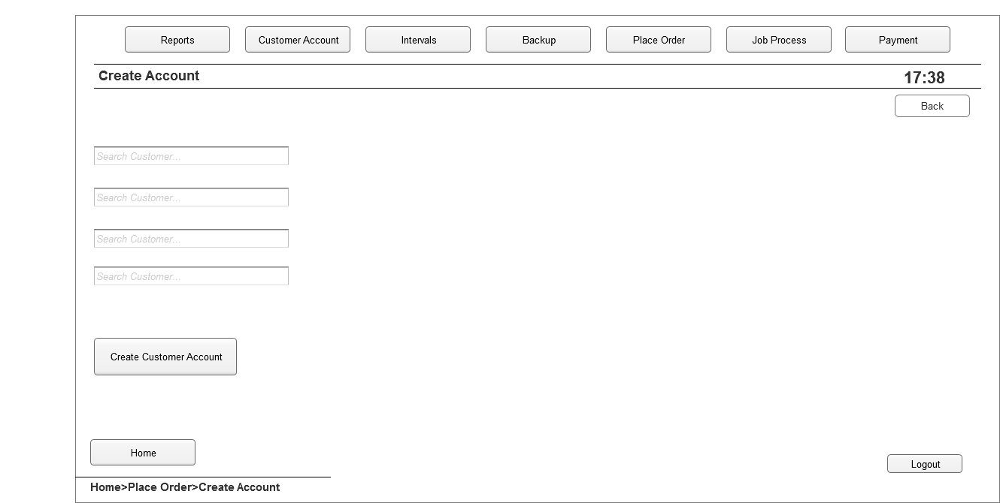 Reports Customer Account Intervals Backup Place Order Job Process Payment
Create Account 17:38
Back
Search Customer...
Search Customer...
Search Customer...
Search Customer...
Create Customer Account
Home
Logout
Home>Place Order>Create Account